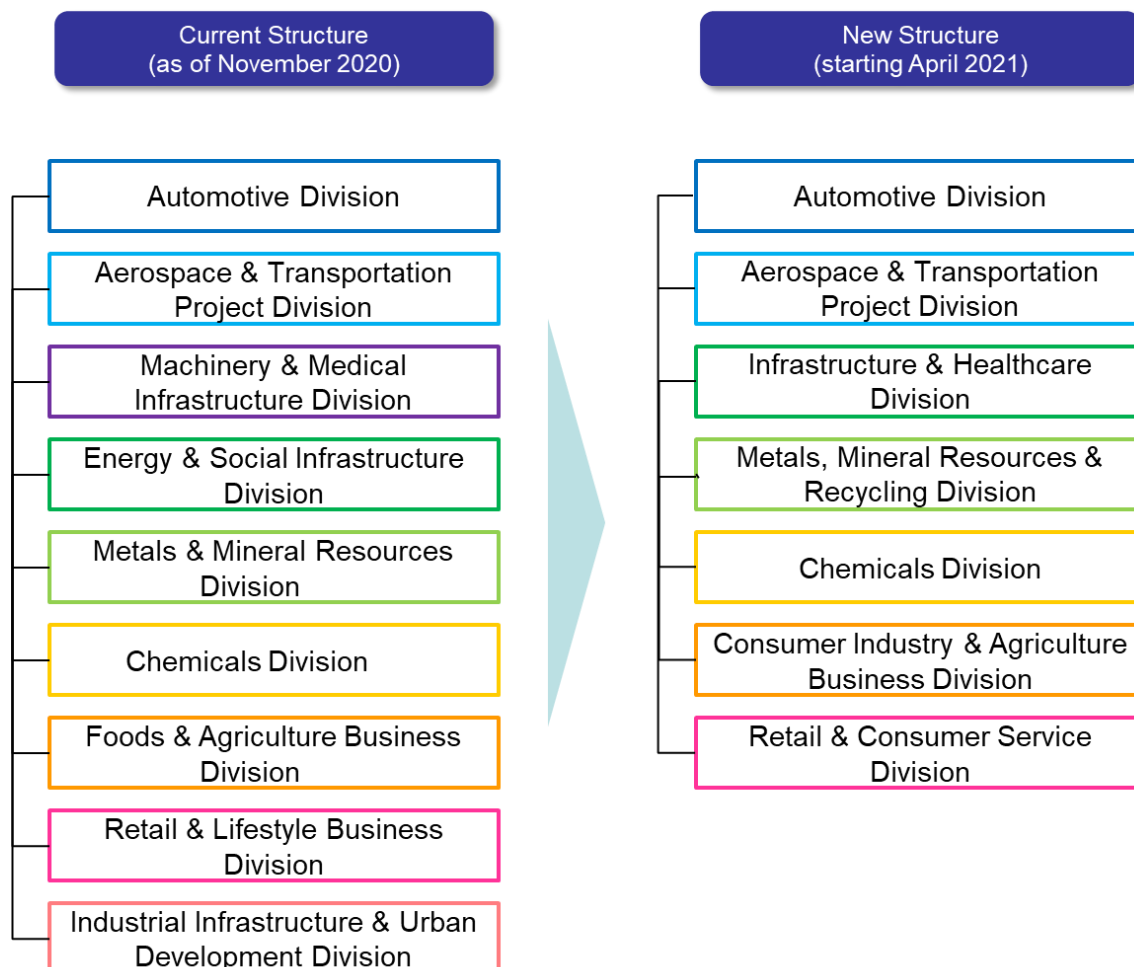 Current Structure
(as of November 2020)
New Structure
(starting April 2021)
Automotive Division
Aerospace & Transportation
Project Division
Machinery & Medical
Infrastructure Division
Energy & Social Infrastructure
Division
Metals & Mineral Resources
Division
Chemicals Division
Foods & Agriculture Business
Division
Retail & Lifestyle Business
Division
Industrial Infrastructure & Urban
Development Division
Automotive Division
Aerospace & Transportation
Project Division
Infrastructure & Healthcare
Division
Metals, Mineral Resources &
Recycling Division
Chemicals Division
Consumer Industry & Agriculture
Business Division
Retail & Consumer Service
Division